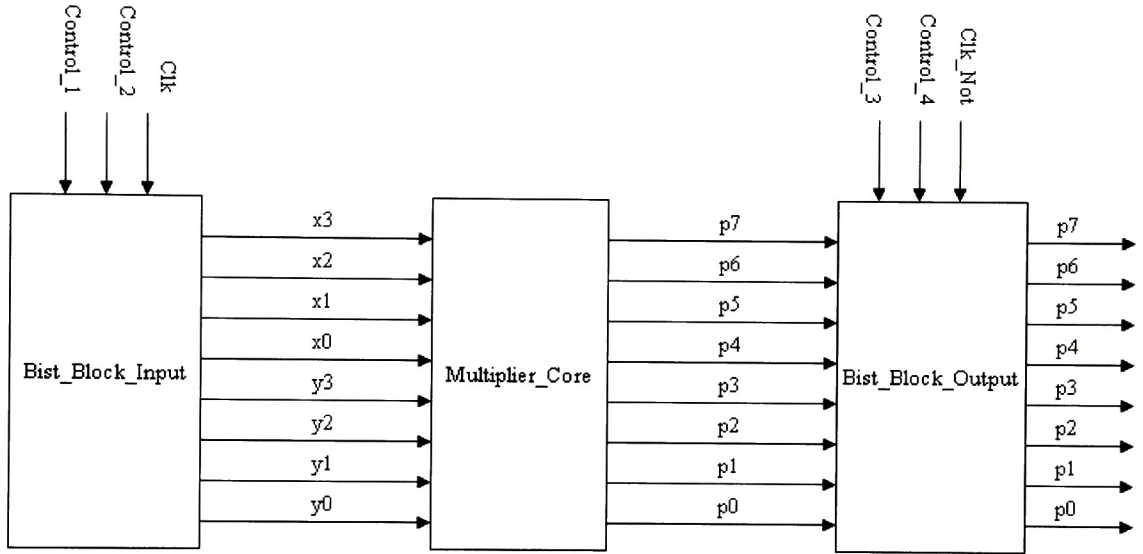 Control_1
Control_2
Clk
Control_3
Control_4
Clk_Not
x3
x2
x1
x0
y3
y2
y1
y0
p7
p6
p5
p4
p3
p2
p1
p0
p7
p6
p5
p4
p3
p2
p1
p0
Bist_Block_Input
Multiplier_Core
Bist_Block_Output